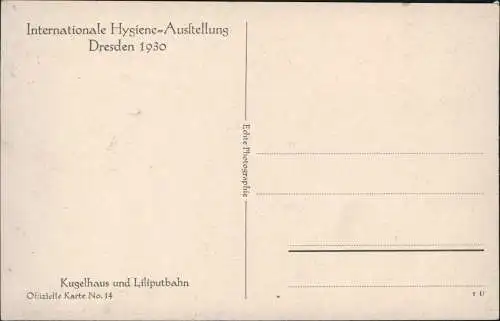 Internationale Hygiene-Ausſtellung
Dresden 1930
Echte Photographie
Kugelhaus und Liliputbahn
Offizielle Karte No. 14